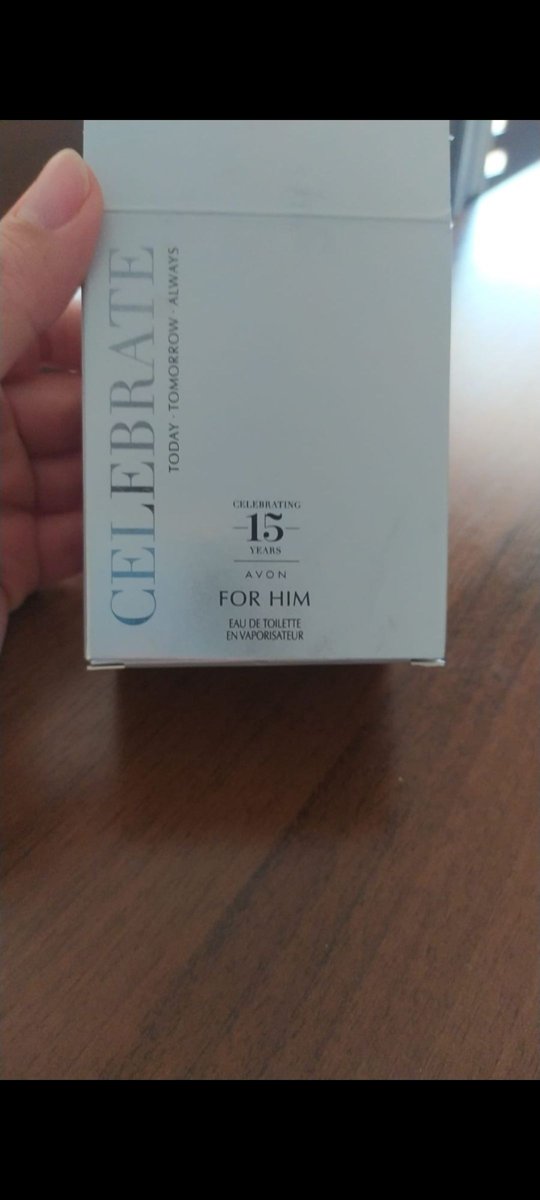 CELEBRATE
TODAY · TOMORROW · ALWAYS
CELEBRATING
15
YEARS
AVON
FOR HIM
EAU DE TOILETTE
EN VAPORISATEUR